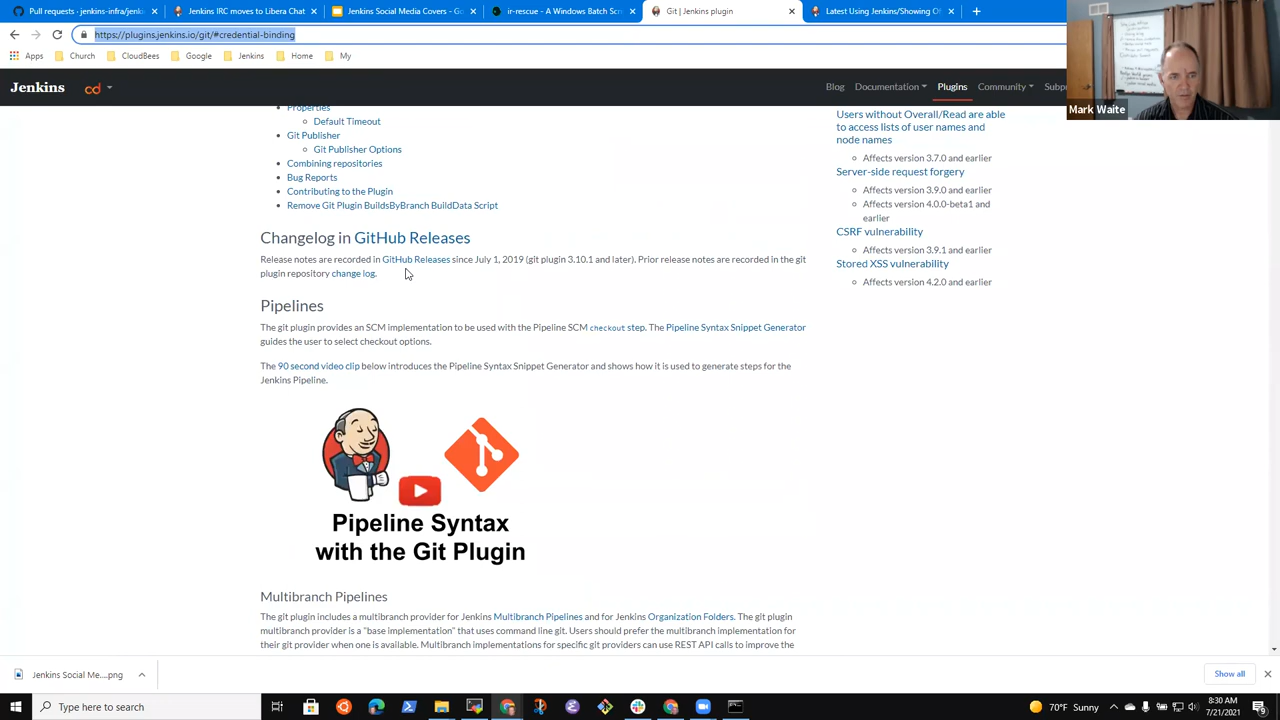 Pull requests · jenkins-infra/jenki
Jenkins IRC moves to Libera Chat
Jenkins Social Media Covers - Go
ir-rescue - A Windows Batch Scri
Git | Jenkins plugin
Latest Using Jenkins/Showing Of
https://plugins.jenkins.io/git/#credential-binding
Apps
Church
CloudBees
GitHub
Google
Jenkins
Home
My
Mark Waite
Jenkins
cd
Blog
Documentation
Plugins
Community
Subp
Properties
Default Timeout
Git Publisher
Git Publisher Options
Combining repositories
Bug Reports
Contributing to the Plugin
Remove Git Plugin BuildsByBranch BuildData Script
Changelog in GitHub Releases
Release notes are recorded in GitHub Releases since July 1, 2019 (git plugin 3.10.1 and later). Prior release notes are recorded in the git
plugin repository change log.
Pipelines
The git plugin provides an SCM implementation to be used with the Pipeline SCM checkout step. The Pipeline Syntax Snippet Generator
guides the user to select checkout options.
The 90 second video clip below introduces the Pipeline Syntax Snippet Generator and shows how it is used to generate steps for the
Jenkins Pipeline.
Pipeline Syntax
with the Git Plugin
Multibranch Pipelines
The git plugin includes a multibranch provider for Jenkins Multibranch Pipelines and for Jenkins Organization Folders. The git plugin
multibranch provider is a "base implementation" that uses command line git. Users should prefer the multibranch implementation for
their git provider when one is available. Multibranch implementations for specific git providers can use REST API calls to improve the
Users without Overall/Read are able
to access lists of user names and
node names
Affects version 3.7.0 and earlier
Server-side request forgery
Affects version 3.9.0 and earlier
Affects version 4.0.0-beta1 and
earlier
CSRF vulnerability
Affects version 3.9.1 and earlier
Stored XSS vulnerability
Affects version 4.2.0 and earlier
Jenkins Social Me....png
Show all
Type here to search
70°F Sunny
8:30 AM
7/21/2021